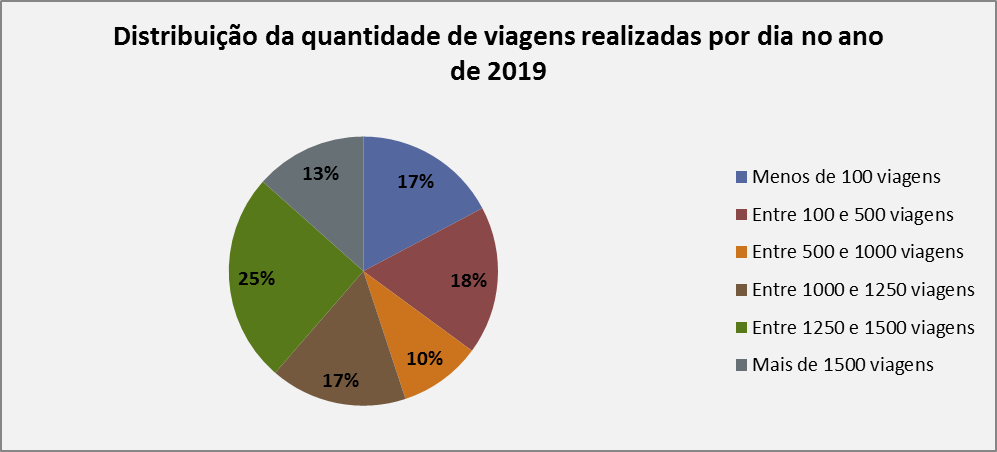 Distribuição da quantidade de viagens realizadas por dia no ano
de 2019
13%
17%
25%
18%
17%
10%
Menos de 100 viagens
Entre 100 e 500 viagens
Entre 500 e 1000 viagens
Entre 1000 e 1250 viagens
Entre 1250 e 1500 viagens
Mais de 1500 viagens